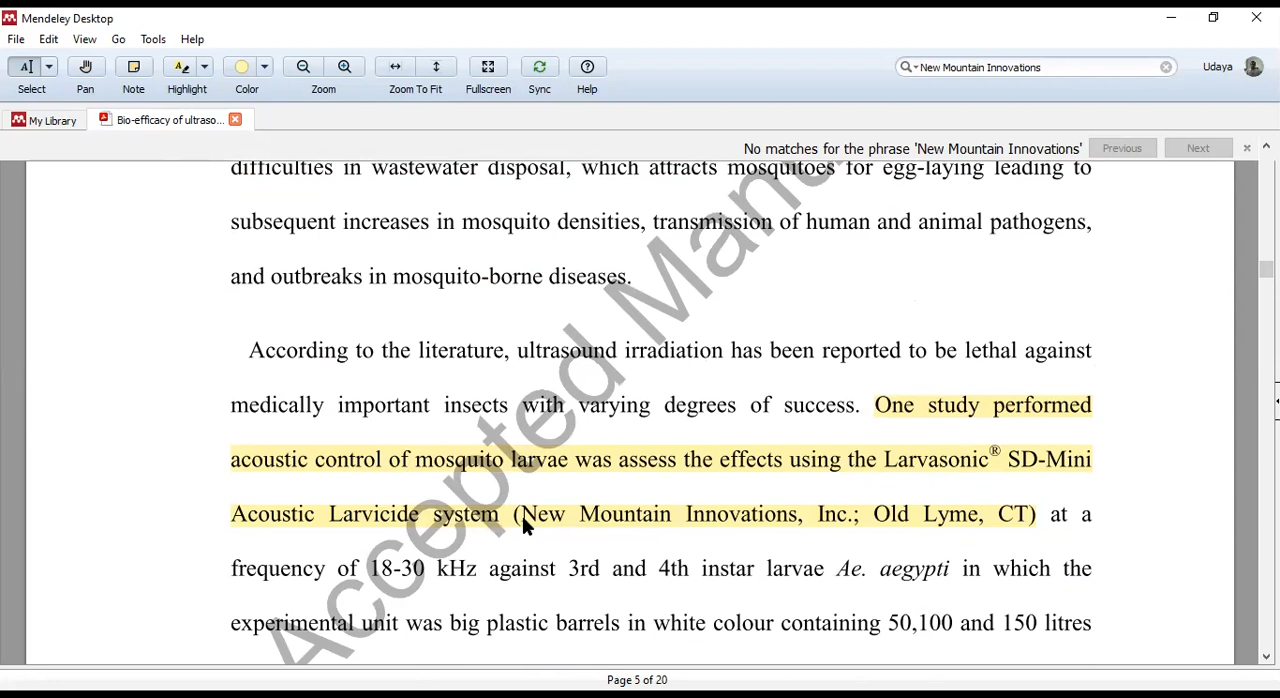 Mendeley Desktop
File Edit View Go Tools Help
New Mountain Innovations Udaya
Select Pan Note Highlight Color Zoom Zoom To Fit Fullscreen Sync Help
My Library Bio-efficacy of ultraso...
No matches for the phrase 'New Mountain Innovations' Previous Next
difficulties in wastewater disposal, which attracts mosquitoes for egg-laying leading to
subsequent increases in mosquito densities, transmission of human and animal pathogens,
and outbreaks in mosquito-borne diseases.
According to the literature, ultrasound irradiation has been reported to be lethal against
medically important insects with varying degrees of success. One study performed
acoustic control of mosquito larvae was assess the effects using the Larvasonic® SD-Mini
Acoustic Larvicide system (New Mountain Innovations, Inc.; Old Lyme, CT) at a
frequency of 18-30 kHz against 3rd and 4th instar larvae Ae. aegypti in which the
experimental unit was big plastic barrels in white colour containing 50,100 and 150 litres
Accepted Manu
Page 5 of 20